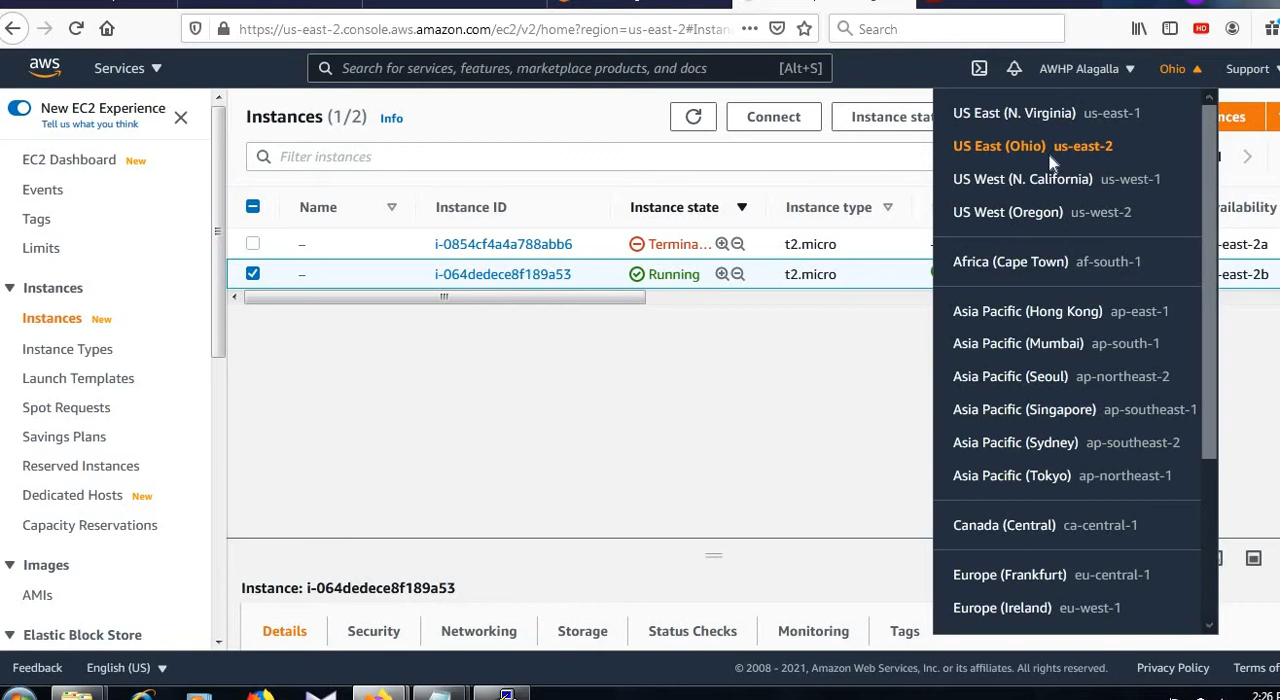 https://us-east-2.console.aws.amazon.com/ec2/v2/home?region=us-east-2#Instan
Search
HD
aws
Services
Search for services, features, marketplace products, and docs
[Alt+S]
AWHP Alagalla
Ohio
Support
New EC2 Experience
Tell us what you think
EC2 Dashboard New
Events
Tags
Limits
Instances
Instances New
Instance Types
Launch Templates
Spot Requests
Savings Plans
Reserved Instances
Dedicated Hosts New
Capacity Reservations
Images
AMIs
Elastic Block Store
Instances (1/2) Info
Connect
Filter instances
Name
Instance ID
Instance state
Instance type
– i-0854cf4a4a788abb6 Termina... t2.micro
– i-064dedece8f189a53 Running t2.micro
US East (N. Virginia) us-east-1
US East (Ohio) us-east-2
US West (N. California) us-west-1
US West (Oregon) us-west-2
Africa (Cape Town) af-south-1
Asia Pacific (Hong Kong) ap-east-1
Asia Pacific (Mumbai) ap-south-1
Asia Pacific (Seoul) ap-northeast-2
Asia Pacific (Singapore) ap-southeast-1
Asia Pacific (Sydney) ap-southeast-2
Asia Pacific (Tokyo) ap-northeast-1
Canada (Central) ca-central-1
Europe (Frankfurt) eu-central-1
Europe (Ireland) eu-west-1
Instance: i-064dedece8f189a53
Details
Security
Networking
Storage
Status Checks
Monitoring
Tags
Feedback
English (US)
© 2008 - 2021, Amazon Web Services, Inc. or its affiliates. All rights reserved.
Privacy Policy
Terms of